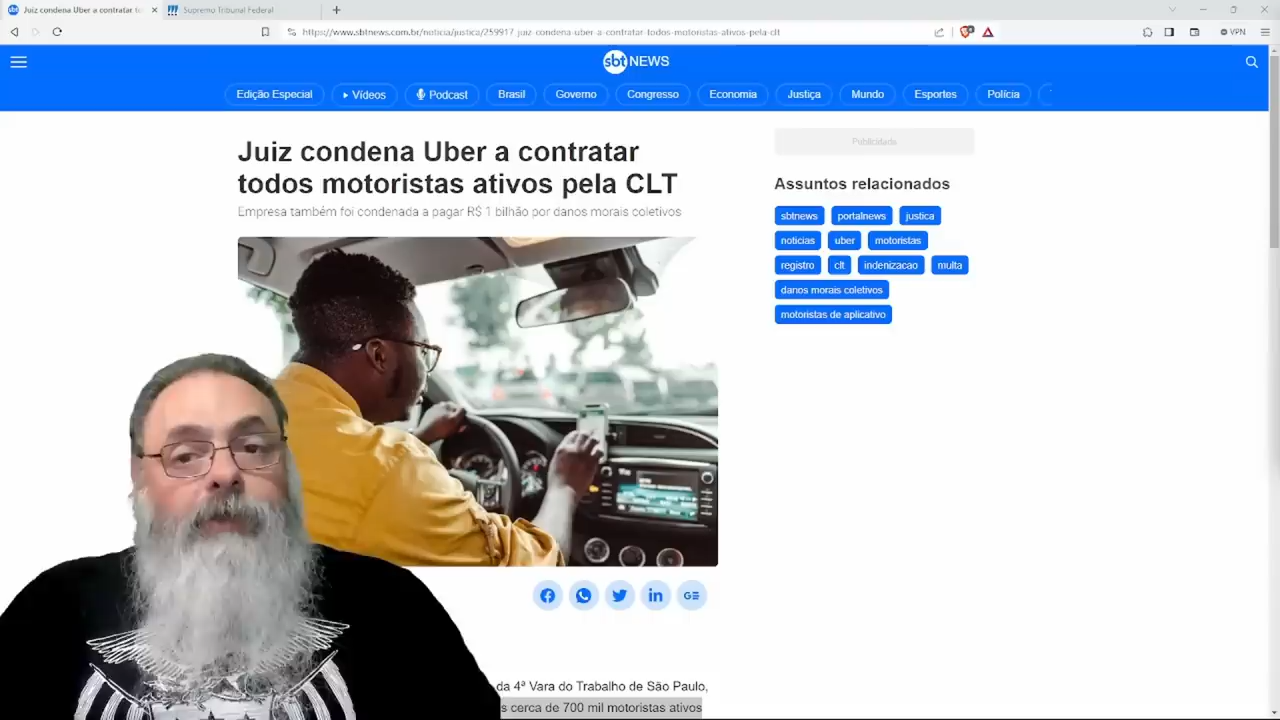 Juiz condena Uber a contratar to
Supremo Tribunal Federal
https://www.sbtnews.com.br/noticia/justica/259917-juiz-condena-uber-a-contratar-todos-motoristas-ativos-pela-clt
VPN
sbt NEWS
Edição Especial
Vídeos
Podcast
Brasil
Governo
Congresso
Economia
Justiça
Mundo
Esportes
Polícia
Juiz condena Uber a contratar
todos motoristas ativos pela CLT
Empresa também foi condenada a pagar R$ 1 bilhão por danos morais coletivos
Publicidade
Assuntos relacionados
sbtnews
portalnews
justica
noticias
uber
motoristas
registro
clt
indenizacao
multa
danos morais coletivos
motoristas de aplicativo
da 4ª Vara do Trabalho de São Paulo,
s cerca de 700 mil motoristas ativos